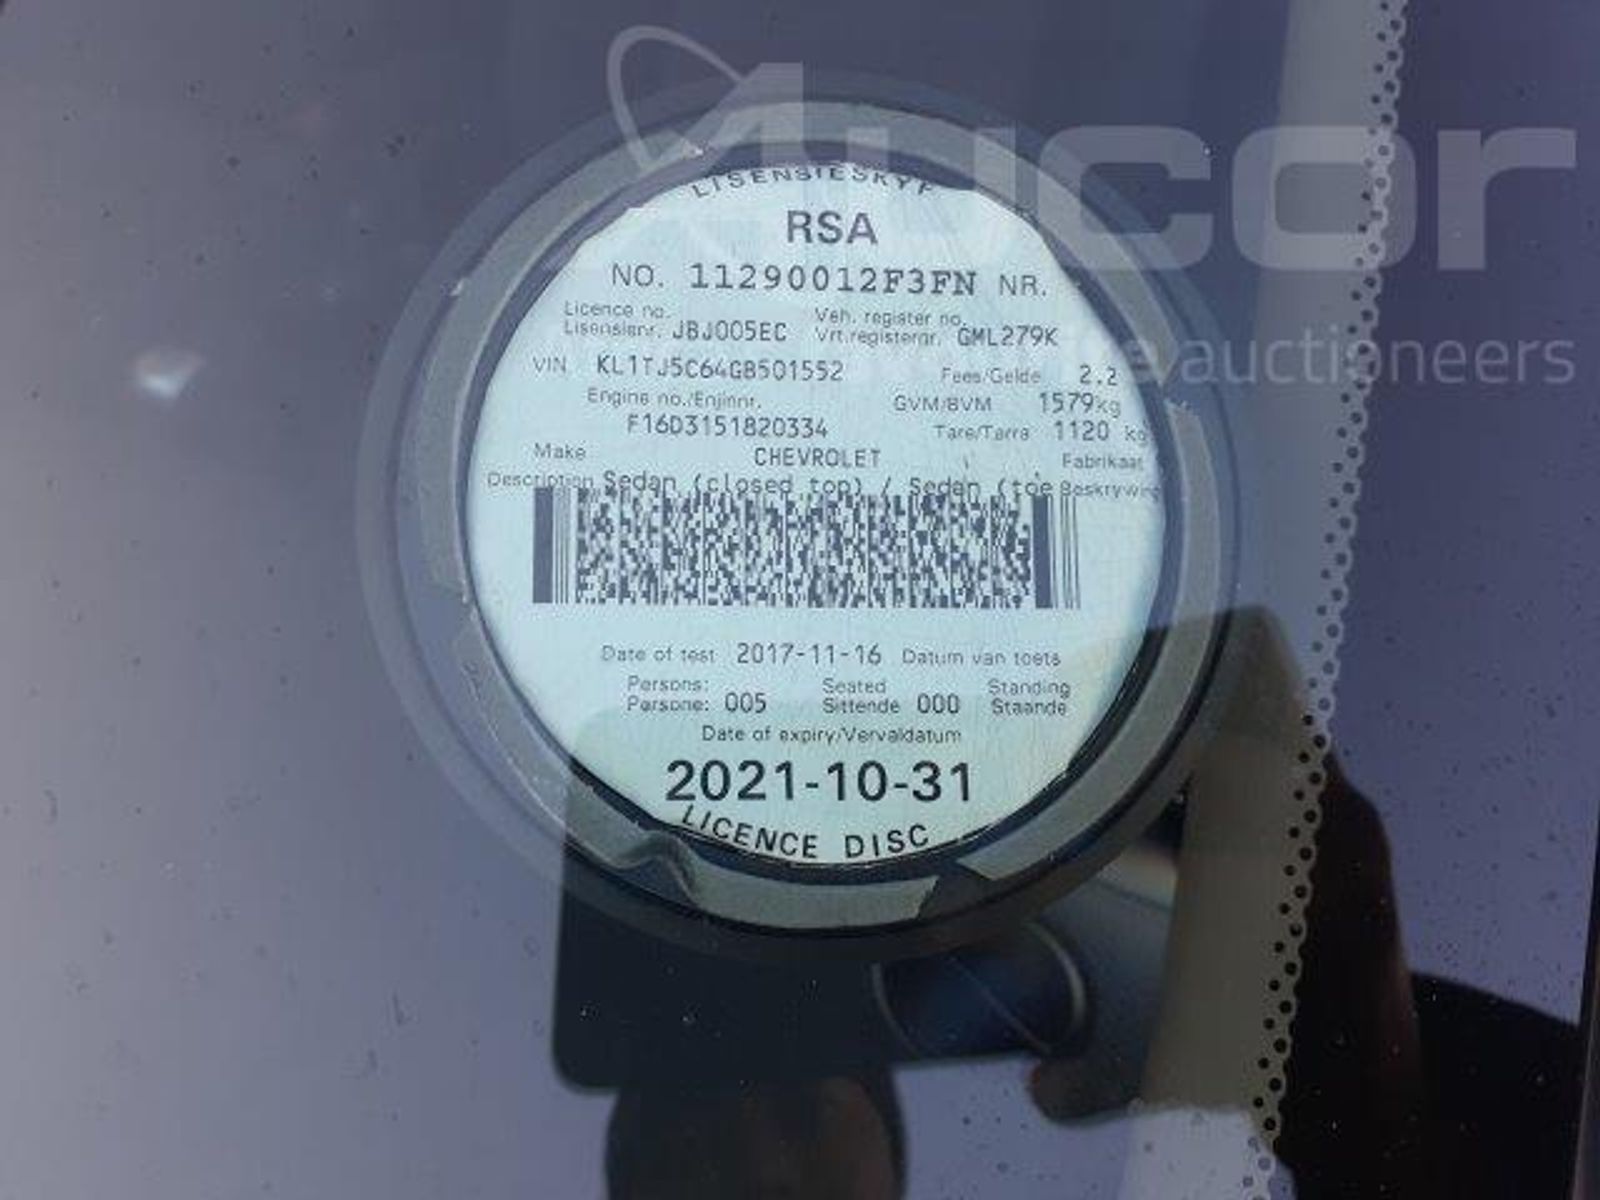 Aucor
auctioneers
LISENSIESKYF
RSA
NO. 11290012F3FN NR.
Licence no. Veh. register no.
Lisensienr. JBJ005EC Vrt.registernr. GML279K
VIN KL1TJ5C64GB501552 Fees/Gelde 2.2
Engine no./Enjinnr. GVM/BVM 1579kg
F16D3151820334 Tare/Tarra 1120 kg
Make CHEVROLET Fabrikaat
Description Sedan (closed top) / Sedan (toe Beskrywing
Date of test 2017-11-16 Datum van toets
Persons: Seated Standing
Persone: 005 Sittende 000 Staande
Date of expiry/Vervaldatum
2021-10-31
LICENCE DISC